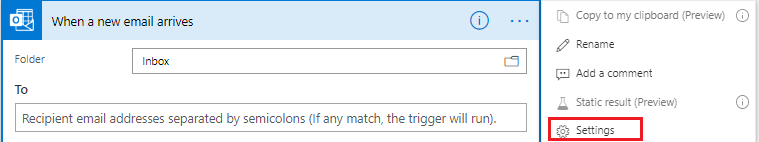 When a new email arrives
Folder
Inbox
To
Recipient email addresses separated by semicolons (If any match, the trigger will run).
Copy to my clipboard (Preview)
Rename
Add a comment
Static result (Preview)
Settings